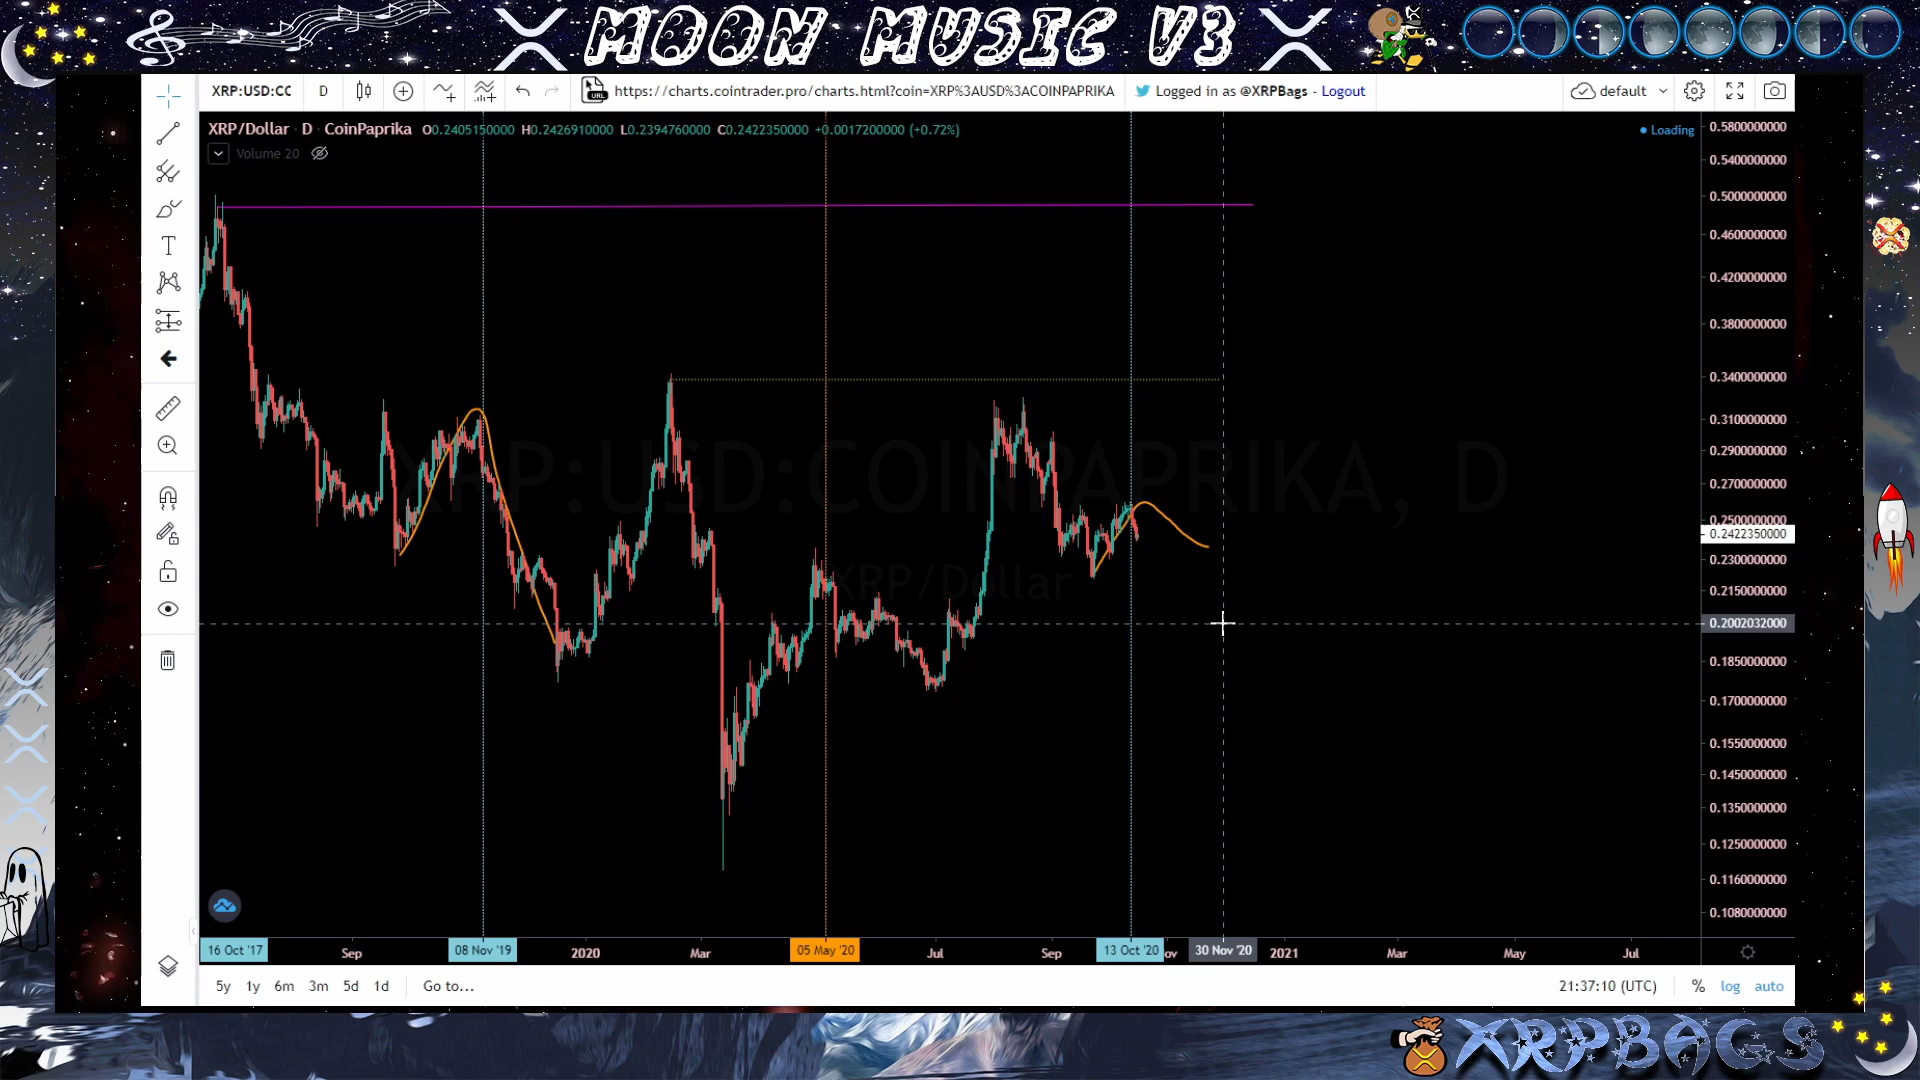 MOON MUSIC V3
XRP:USD:CC D https://charts.cointrader.pro/charts.html?coin=XRP%3AUSD%3ACOINPAPRIKA Logged in as @XRPBags - Logout default
XRP/Dollar · D · CoinPaprika O0.2405150000 H0.2426910000 L0.2394760000 C0.2422350000 +0.0017200000 (+0.72%)
Loading
Volume 20
0.5800000000
0.5400000000
0.5000000000
0.4600000000
0.4200000000
0.3800000000
0.3400000000
0.3100000000
0.2900000000
0.2700000000
0.2500000000
0.2422350000
0.2300000000
0.2150000000
0.2002032000
0.1850000000
0.1700000000
0.1550000000
0.1450000000
0.1350000000
0.1250000000
0.1160000000
0.1080000000
XRP:USD:COINPAPRIKA, D
XRP/Dollar
16 Oct '17 Sep 08 Nov '19 2020 Mar 05 May '20 Jul Sep 13 Oct '20 ov 30 Nov '20 2021 Mar May Jul
5y 1y 6m 3m 5d 1d Go to... 21:37:10 (UTC) % log auto
XRPBAGS